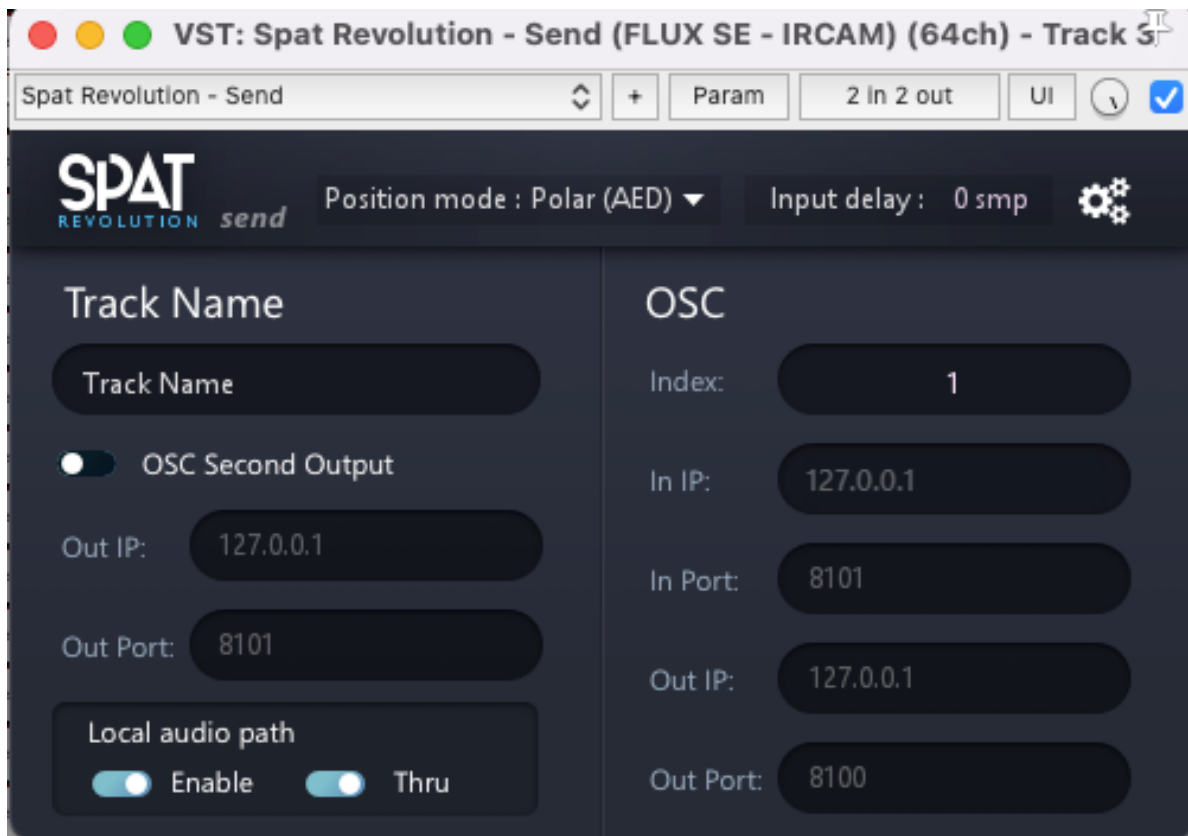 VST: Spat Revolution - Send (FLUX SE - IRCAM) (64ch) - Track 3
Spat Revolution - Send + Param 2 in 2 out UI
SPAT
REVOLUTION send Position mode : Polar (AED) Input delay : 0 smp
Track Name
Track Name
OSC Second Output
Out IP: 127.0.0.1
Out Port: 8101
Local audio path
Enable Thru
OSC
Index: 1
In IP: 127.0.0.1
In Port: 8101
Out IP: 127.0.0.1
Out Port: 8100